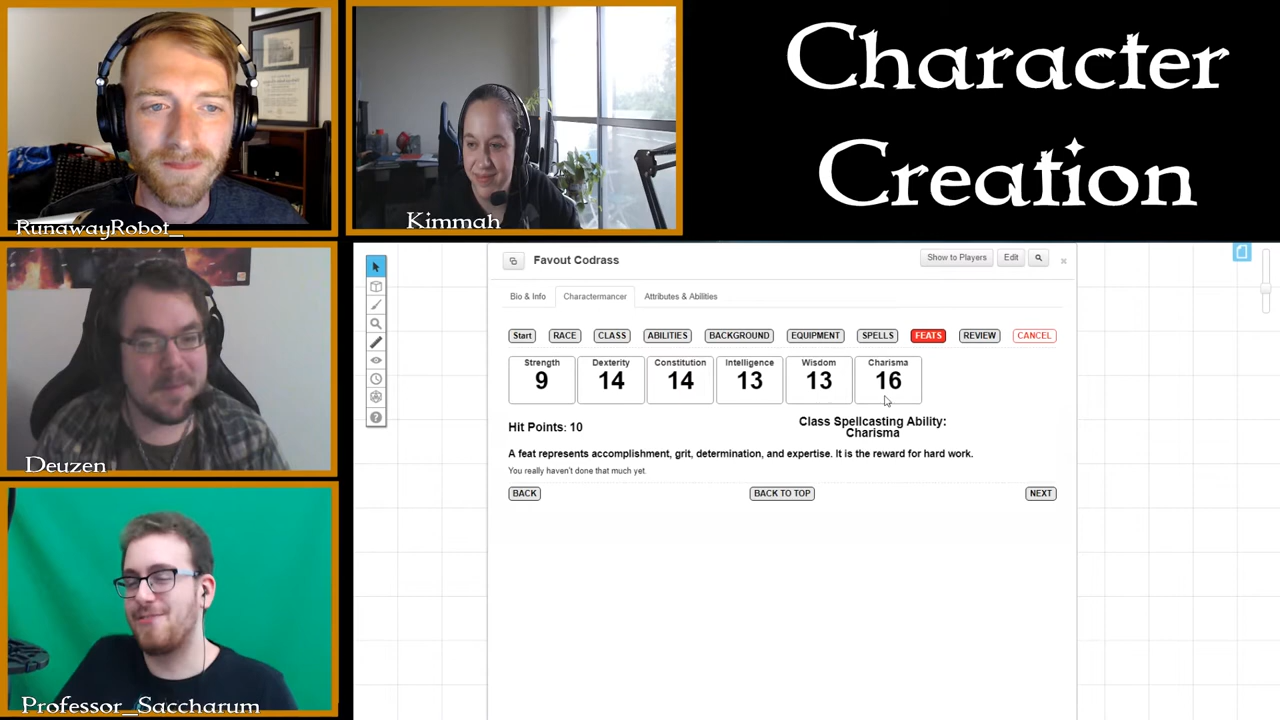 Character
Creation
RunawayRobot_
Kimmah
Deuzen
Professor_Saccharum
Favout Codrass
Show to Players
Edit
Bio & Info
Charactermancer
Attributes & Abilities
Start
RACE
CLASS
ABILITIES
BACKGROUND
EQUIPMENT
SPELLS
FEATS
REVIEW
CANCEL
Strength
9
Dexterity
14
Constitution
14
Intelligence
13
Wisdom
13
Charisma
16
Hit Points: 10
Class Spellcasting Ability:
Charisma
A feat represents accomplishment, grit, determination, and expertise. It is the reward for hard work.
You really haven't done that much yet.
BACK
BACK TO TOP
NEXT